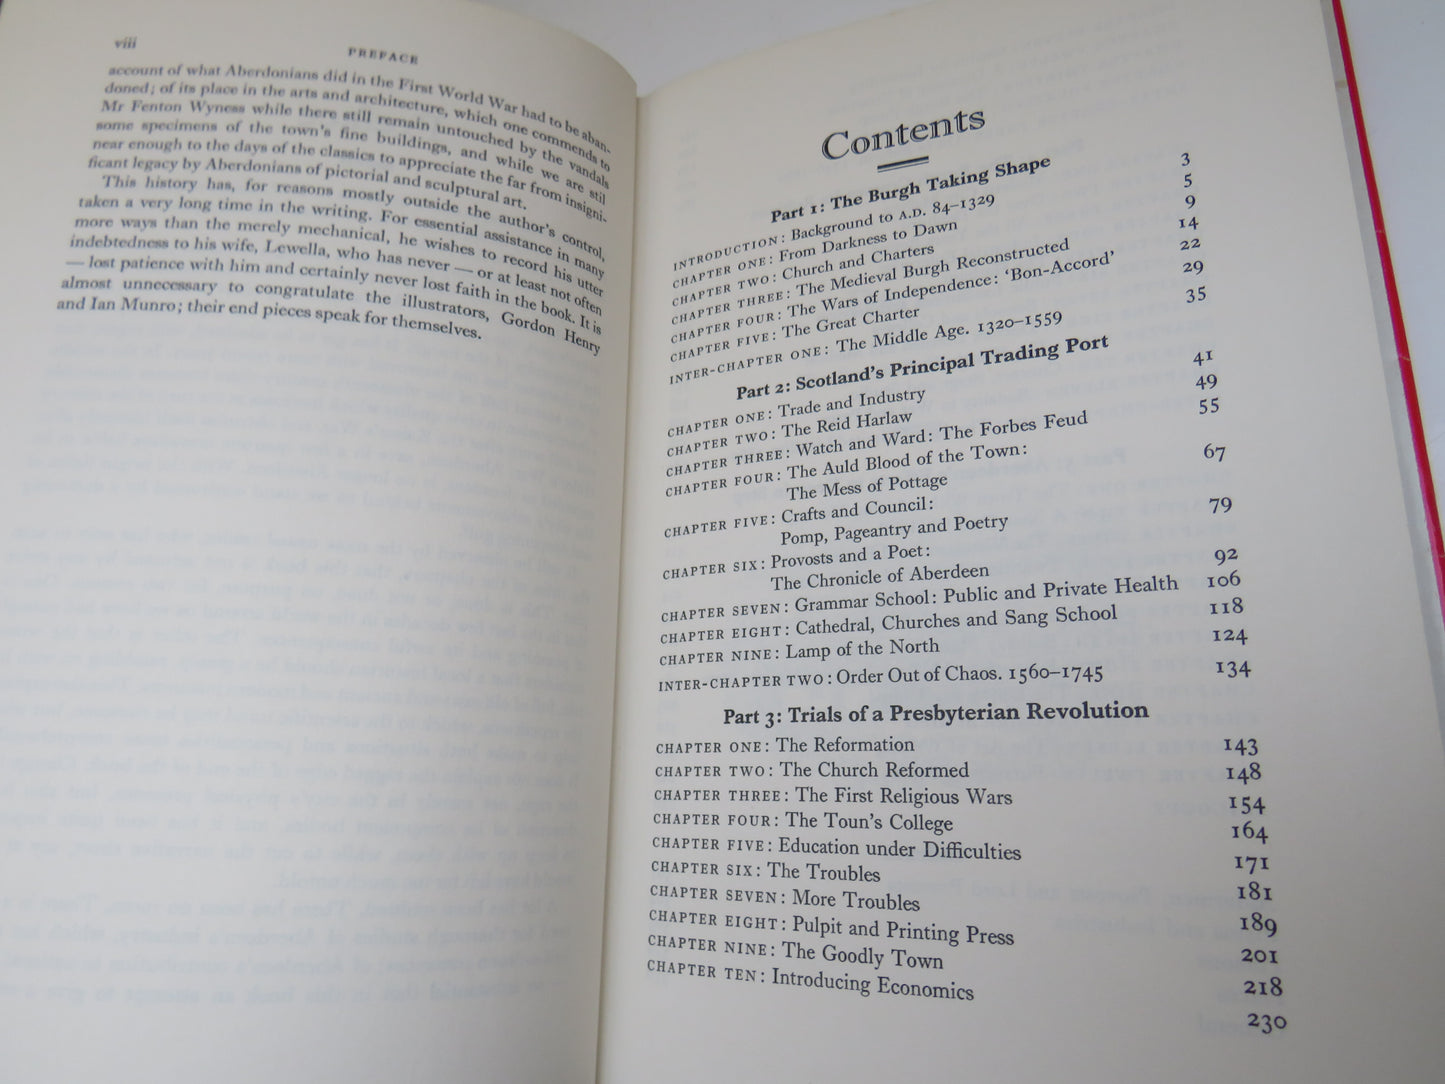 viii
PREFACE
account of what Aberdonians did in the First World War had to be aban-
doned; of its place in the arts and architecture, which one commends to
Mr Fenton Wyness while there still remain untouched by the vandals
some specimens of the town's fine buildings, and while we are still
near enough to the days of the classics to appreciate the far from insigni-
ficant legacy by Aberdonians of pictorial and sculptural art.
This history has, for reasons mostly outside the author's control,
taken a very long time in the writing. For essential assistance in many
more ways than the merely mechanical, he wishes to record his utter
indebtedness to his wife, Lewella, who has never — or at least not often
— lost patience with him and certainly never lost faith in the book. It is
almost unnecessary to congratulate the illustrators, Gordon Henry
and Ian Munro; their end pieces speak for themselves.
Contents
Part 1: The Burgh Taking Shape
INTRODUCTION: Background to A.D. 84–1329 3
CHAPTER ONE: From Darkness to Dawn 5
CHAPTER TWO: Church and Charters 9
CHAPTER THREE: The Medieval Burgh Reconstructed 14
CHAPTER FOUR: The Wars of Independence: 'Bon-Accord' 22
CHAPTER FIVE: The Great Charter 29
INTER-CHAPTER ONE: The Middle Age. 1320–1559 35
Part 2: Scotland's Principal Trading Port
CHAPTER ONE: Trade and Industry 41
CHAPTER TWO: The Reid Harlaw 49
CHAPTER THREE: Watch and Ward: The Forbes Feud 55
CHAPTER FOUR: The Auld Blood of the Town:
The Mess of Pottage 67
CHAPTER FIVE: Crafts and Council:
Pomp, Pageantry and Poetry 79
CHAPTER SIX: Provosts and a Poet:
The Chronicle of Aberdeen 92
CHAPTER SEVEN: Grammar School: Public and Private Health 106
CHAPTER EIGHT: Cathedral, Churches and Sang School 118
CHAPTER NINE: Lamp of the North 124
INTER-CHAPTER TWO: Order Out of Chaos. 1560–1745 134
Part 3: Trials of a Presbyterian Revolution
CHAPTER ONE: The Reformation 143
CHAPTER TWO: The Church Reformed 148
CHAPTER THREE: The First Religious Wars 154
CHAPTER FOUR: The Toun's College 164
CHAPTER FIVE: Education under Difficulties 171
CHAPTER SIX: The Troubles 181
CHAPTER SEVEN: More Troubles 189
CHAPTER EIGHT: Pulpit and Printing Press 201
CHAPTER NINE: The Goodly Town 218
CHAPTER TEN: Introducing Economics 230